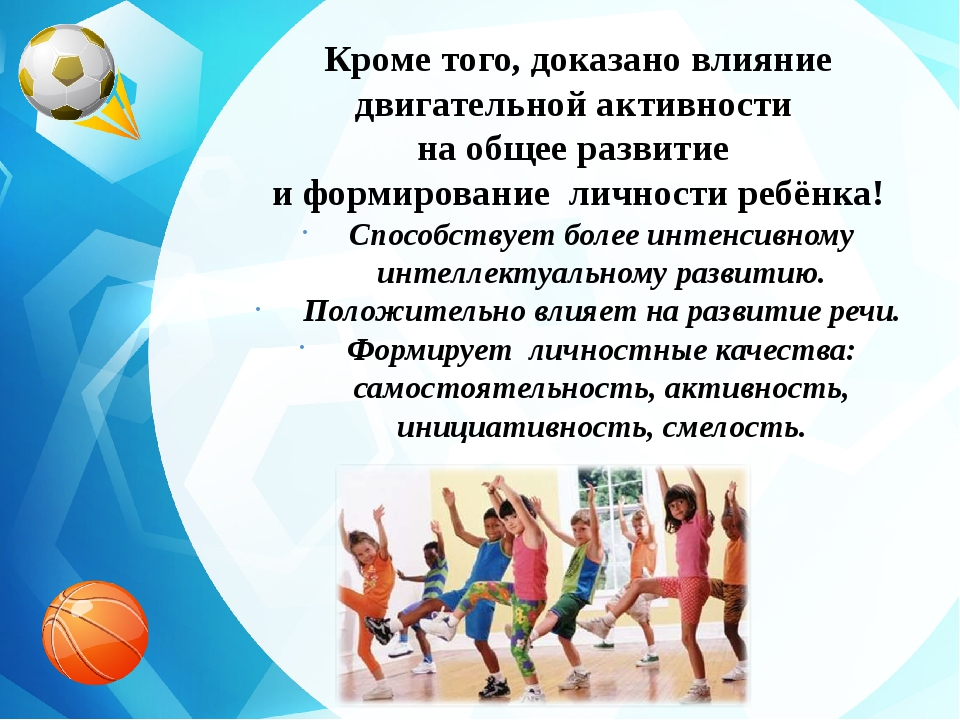 Кроме того, доказано влияние
двигательной активности
на общее развитие
и формирование  личности ребёнка!
• Способствует более интенсивному
интеллектуальному развитию.
• Положительно влияет на развитие речи.
• Формирует  личностные качества:
самостоятельность, активность,
инициативность, смелость.